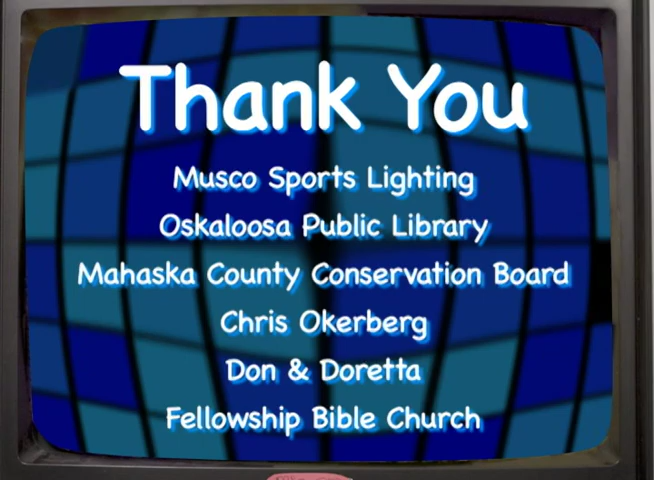 Thank You
Musco Sports Lighting
Oskaloosa Public Library
Mahaska County Conservation Board
Chris Okerberg
Don & Doretta
Fellowship Bible Church